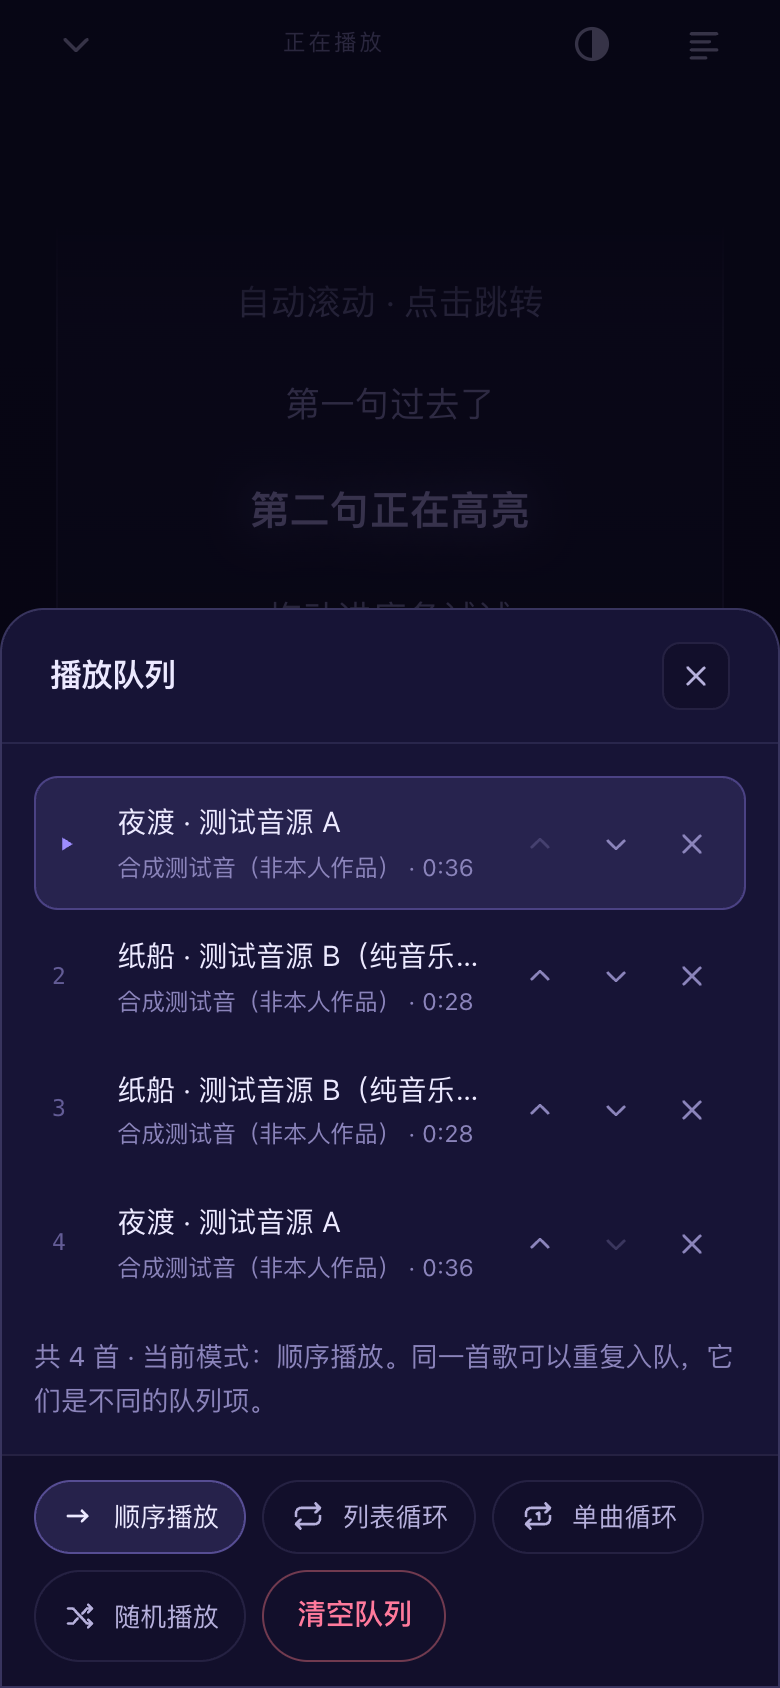 正在播放
自动滚动 · 点击跳转
第一句过去了
第二句正在高亮
播放队列
夜渡 · 测试音源 A
合成测试音（非本人作品） · 0:36
2
纸船 · 测试音源 B（纯音乐...
合成测试音（非本人作品） · 0:28
3
纸船 · 测试音源 B（纯音乐...
合成测试音（非本人作品） · 0:28
4
夜渡 · 测试音源 A
合成测试音（非本人作品） · 0:36
共 4 首 · 当前模式：顺序播放。同一首歌可以重复入队，它
们是不同的队列项。
顺序播放
列表循环
单曲循环
随机播放
清空队列